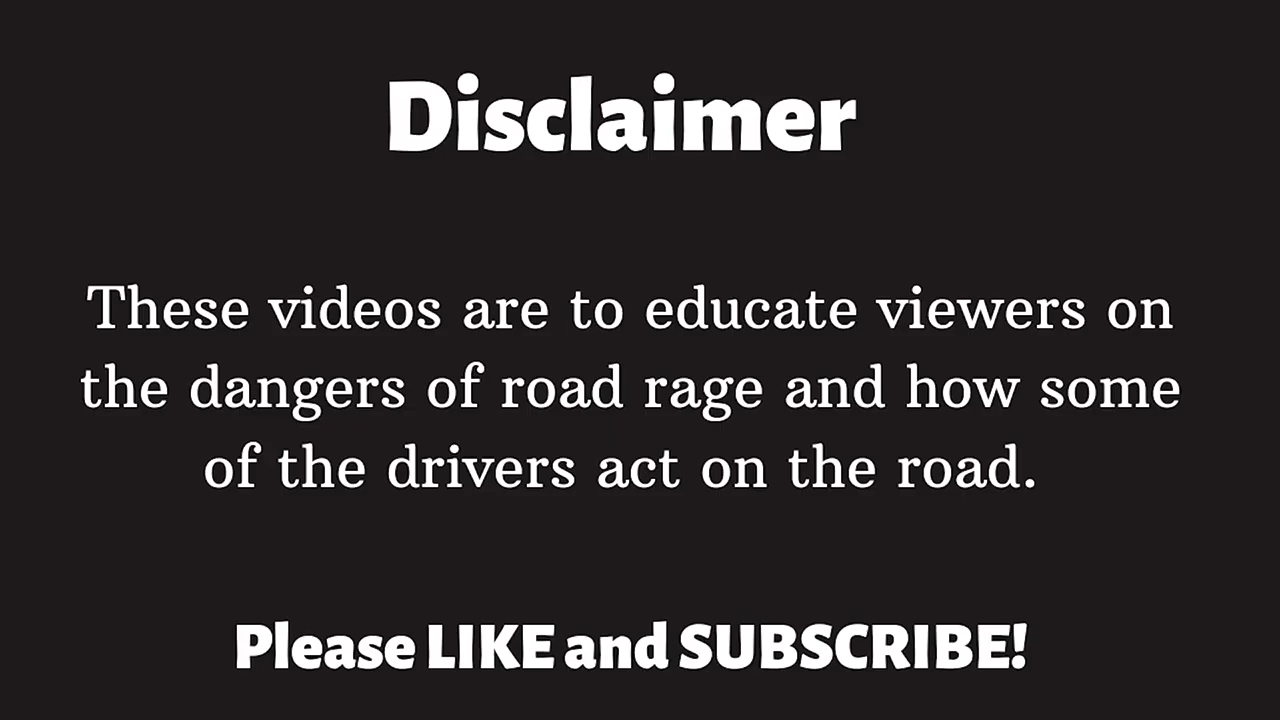 Disclaimer
These videos are to educate viewers on
the dangers of road rage and how some
of the drivers act on the road.
Please LIKE and SUBSCRIBE!